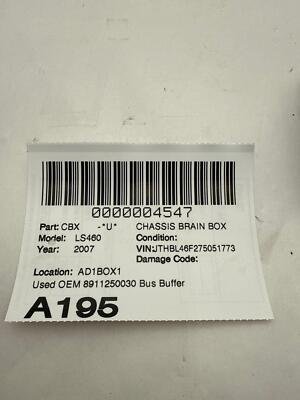 0000004547
Part: CBX -*U* CHASSIS BRAIN BOX
Model: LS460 Condition:
Year: 2007 VIN:JTHBL46F275051773
Damage Code:
Location: AD1BOX1
Used OEM 8911250030 Bus Buffer
A195